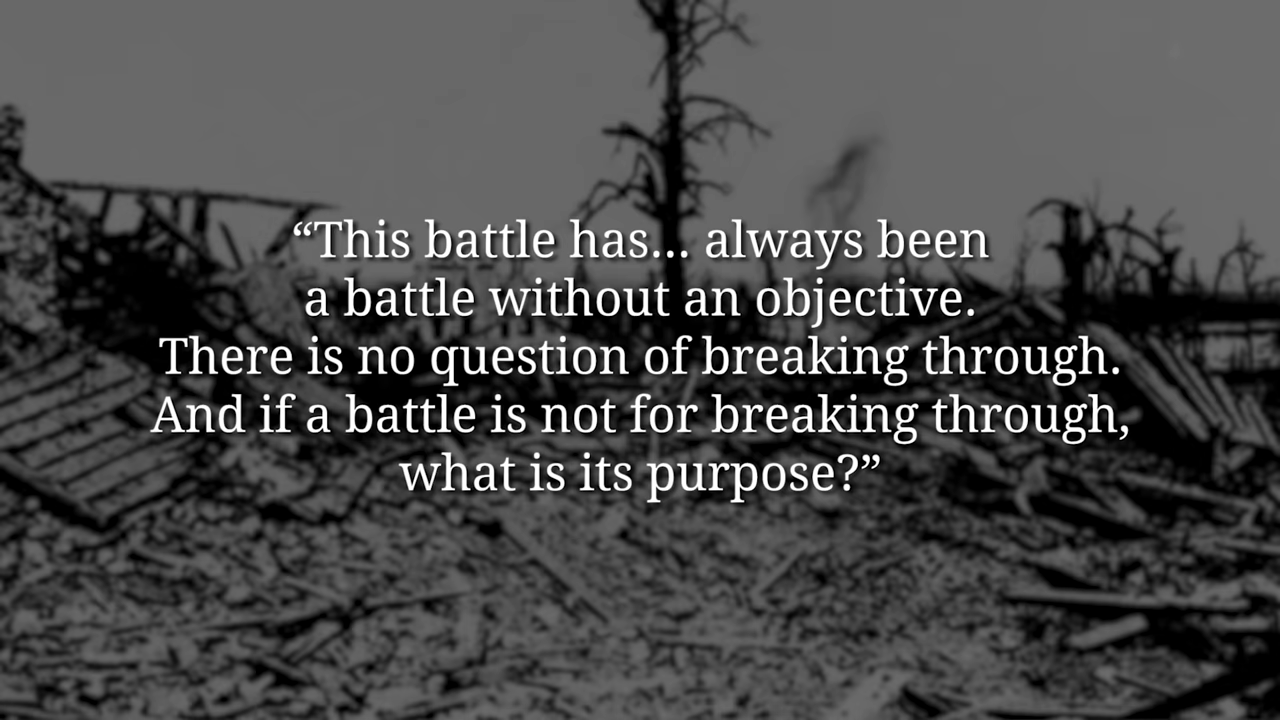 “This battle has... always been
a battle without an objective.
There is no question of breaking through.
And if a battle is not for breaking through,
what is its purpose?”